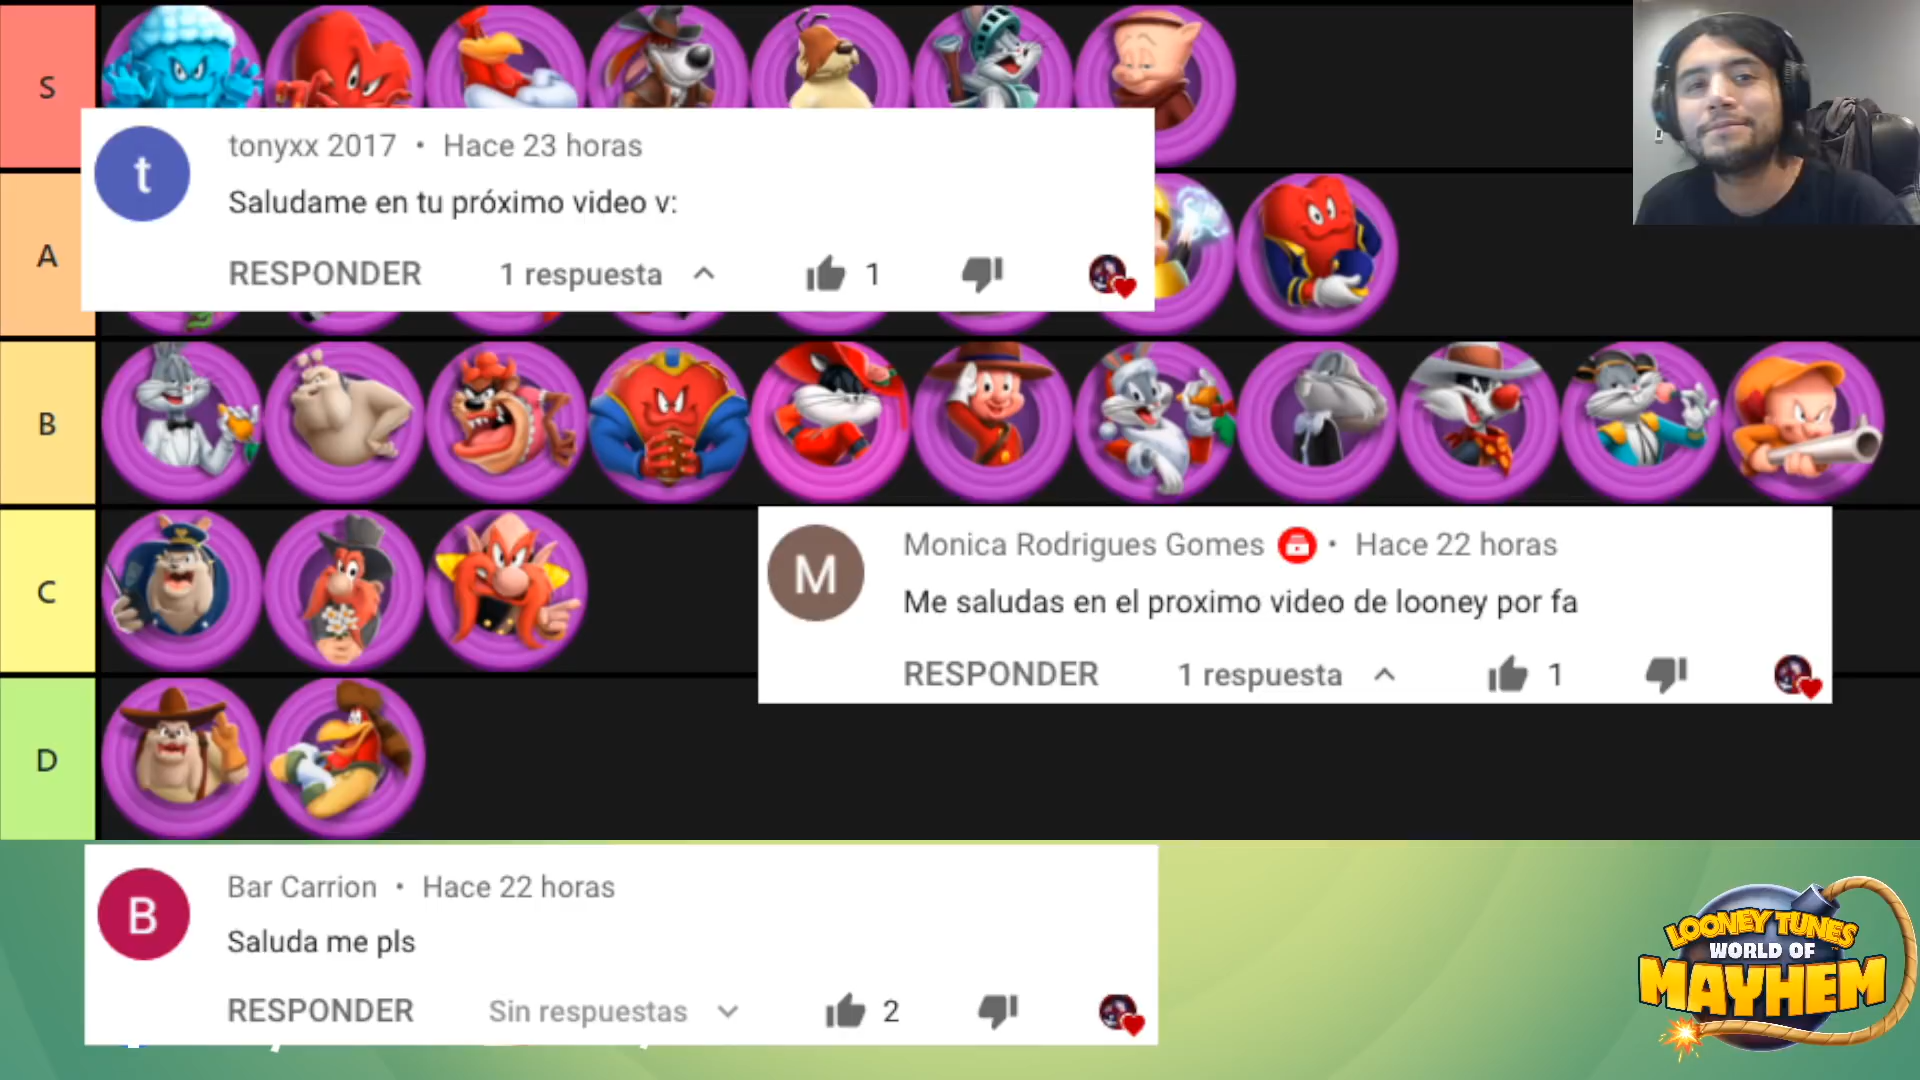 S
t
tonyxx 2017 • Hace 23 horas
Saludame en tu próximo video v:
RESPONDER 1 respuesta 1
A
B
C
M
Monica Rodrigues Gomes • Hace 22 horas
Me saludas en el proximo video de looney por fa
RESPONDER 1 respuesta 1
D
B
Bar Carrion • Hace 22 horas
Saluda me pls
RESPONDER Sin respuestas 2
LOONEY TUNES
WORLD OF
MAYHEM